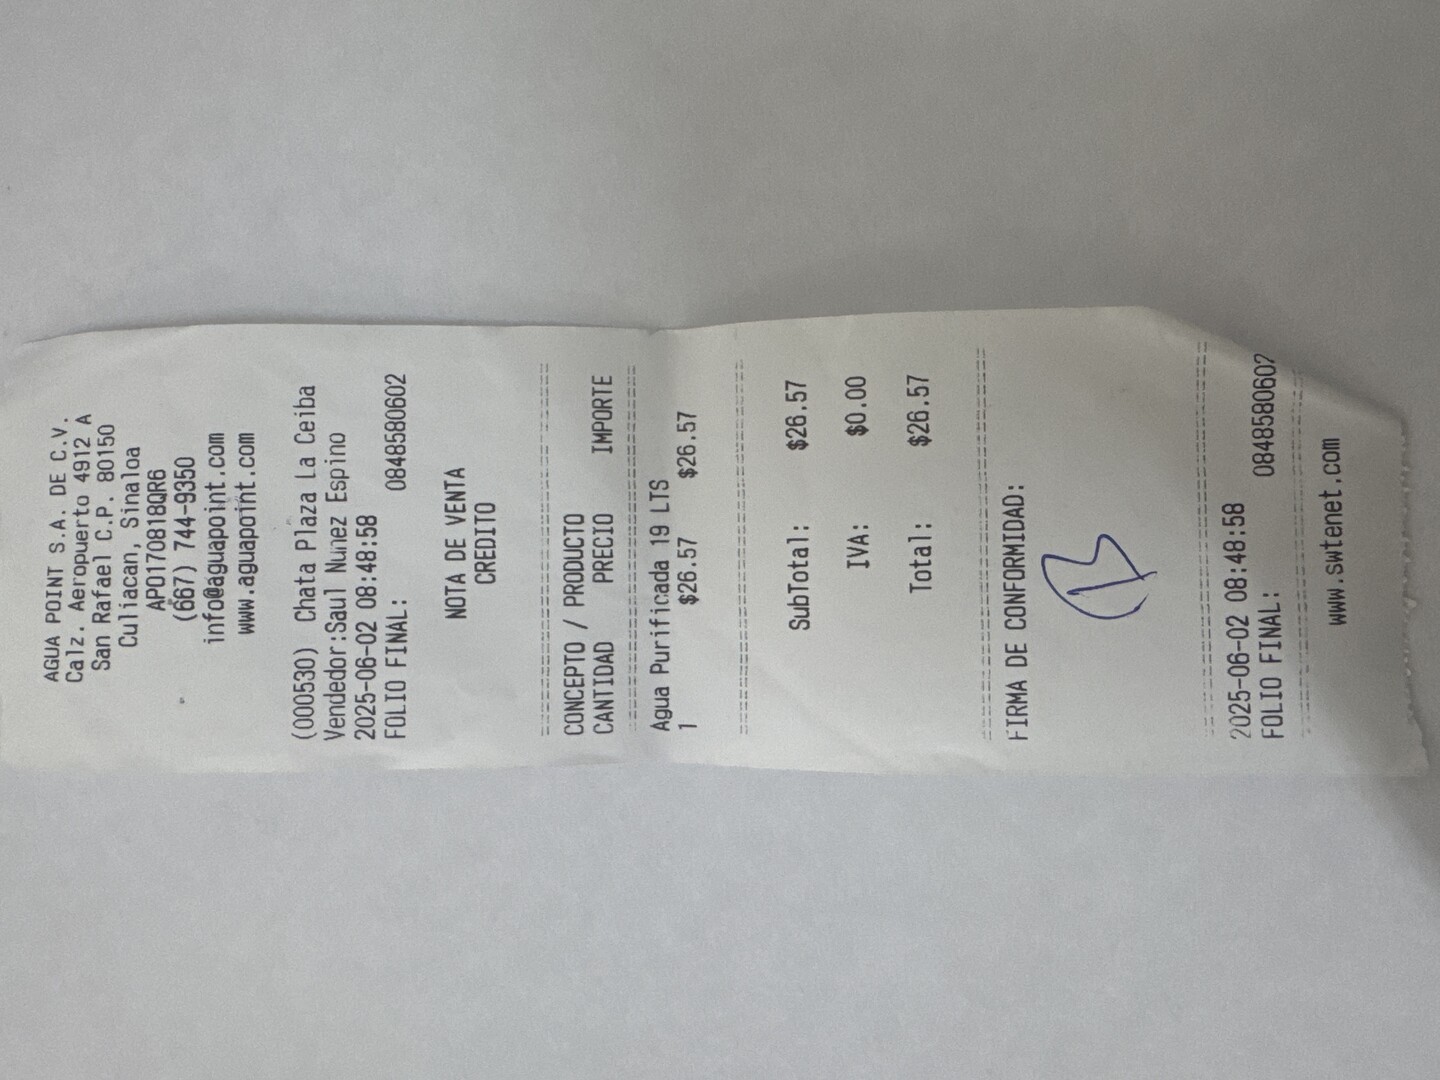 AGUA POINT S.A. DE C.V.
Calz. Aeropuerto 4912 A
San Rafael C.P. 80150
Culiacan, Sinaloa
APO170818QR6
(667) 744-9350
info@aguapoint.com
www.aguapoint.com
(000530) Chata Plaza La Ceiba
Vendedor:Saul Nunez Espino
2025-06-02 08:48:58
FOLIO FINAL: 0848580602
NOTA DE VENTA
CREDITO
CONCEPTO / PRODUCTO
CANTIDAD PRECIO IMPORTE
Agua Purificada 19 LTS
1 $26.57 $26.57
SubTotal: $26.57
IVA: $0.00
Total: $26.57
FIRMA DE CONFORMIDAD:
2025-06-02 08:48:58
FOLIO FINAL: 0848580602
www.swtenet.com